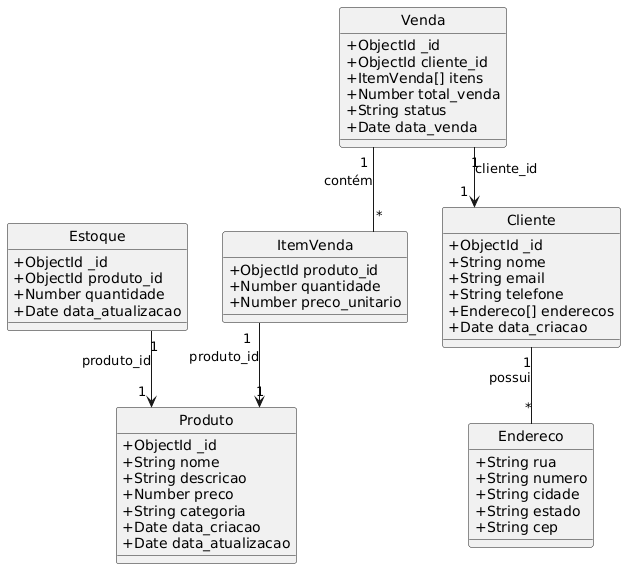 Venda
+ObjectId _id
+ObjectId cliente_id
+ItemVenda[] itens
+Number total_venda
+String status
+Date data_venda
1
contém
*
1
cliente_id
1
Estoque
+ObjectId _id
+ObjectId produto_id
+Number quantidade
+Date data_atualizacao
ItemVenda
+ObjectId produto_id
+Number quantidade
+Number preco_unitario
Cliente
+ObjectId _id
+String nome
+String email
+String telefone
+Endereco[] enderecos
+Date data_criacao
1
produto_id
1
1
produto_id
1
1
possui
*
Produto
+ObjectId _id
+String nome
+String descricao
+Number preco
+String categoria
+Date data_criacao
+Date data_atualizacao
Endereco
+String rua
+String numero
+String cidade
+String estado
+String cep